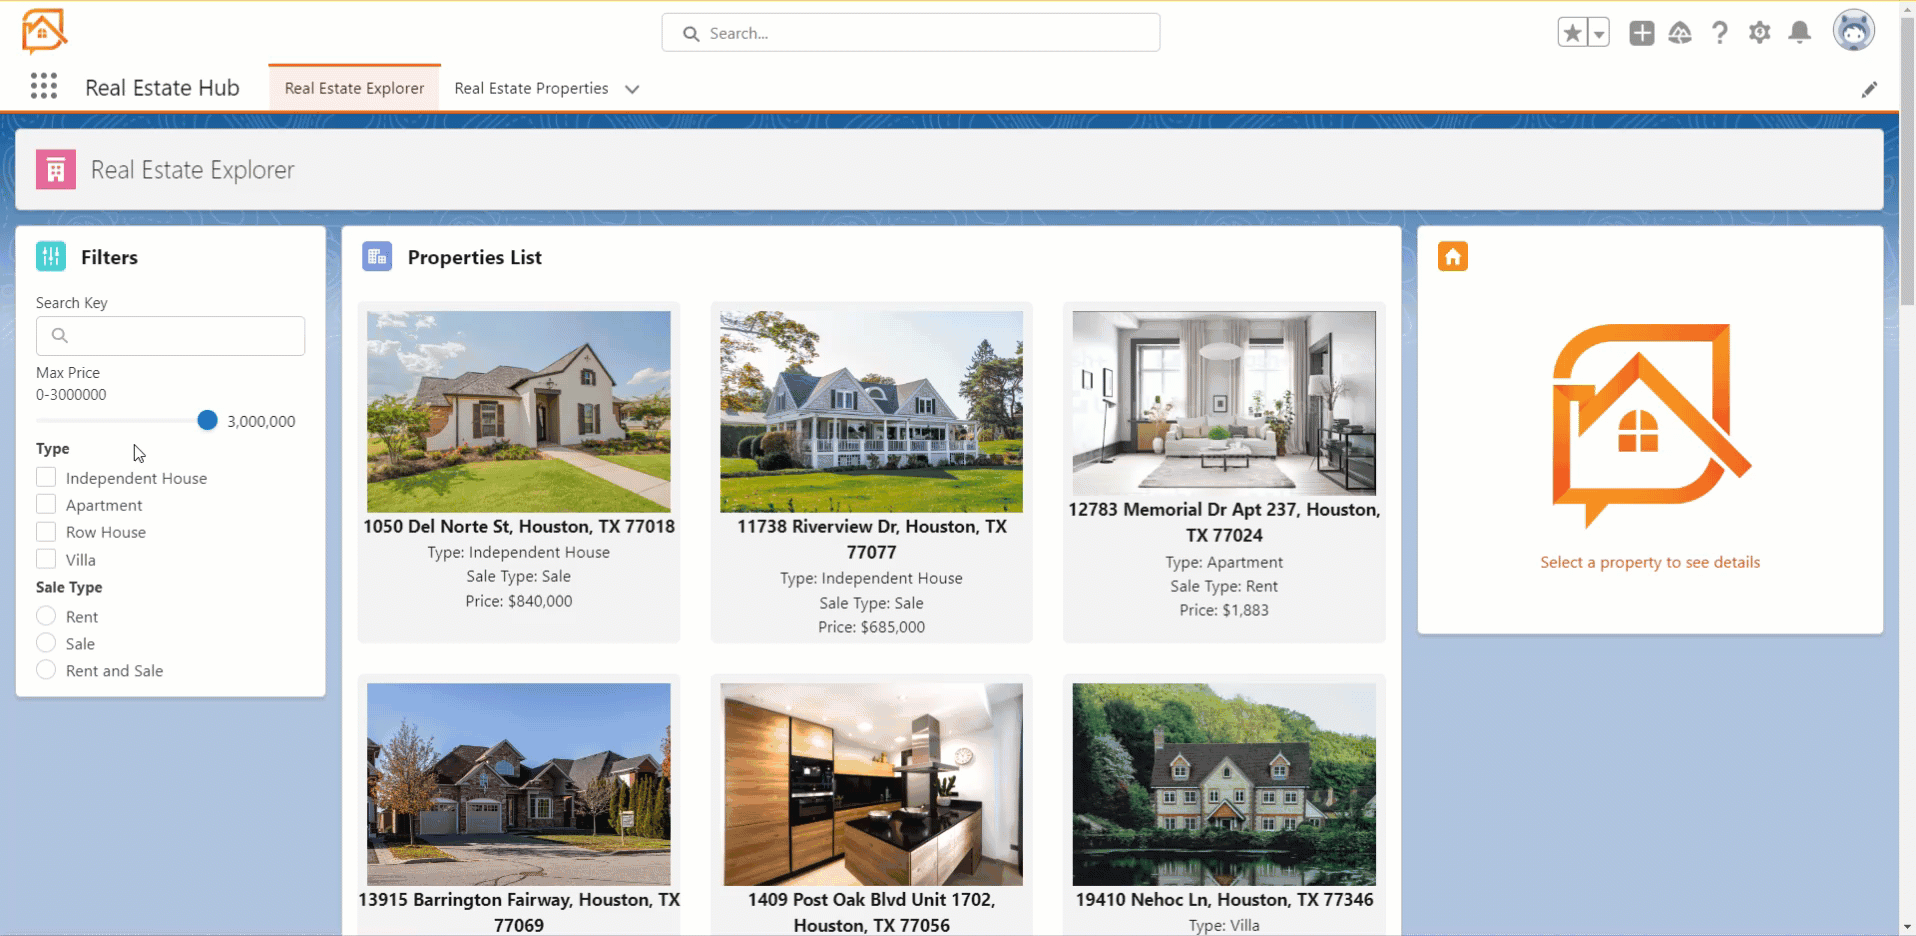 Search...
Real Estate Hub
Real Estate Explorer
Real Estate Properties
Real Estate Explorer
Filters
Search Key
Max Price
0-3000000
3,000,000
Type
Independent House
Apartment
Row House
Villa
Sale Type
Rent
Sale
Rent and Sale
Properties List
1050 Del Norte St, Houston, TX 77018
Type: Independent House
Sale Type: Sale
Price: $840,000
11738 Riverview Dr, Houston, TX
77077
Type: Independent House
Sale Type: Sale
Price: $685,000
12783 Memorial Dr Apt 237, Houston,
TX 77024
Type: Apartment
Sale Type: Rent
Price: $1,883
13915 Barrington Fairway, Houston, TX
77069
1409 Post Oak Blvd Unit 1702,
Houston, TX 77056
19410 Nehoc Ln, Houston, TX 77346
Type: Villa
Select a property to see details